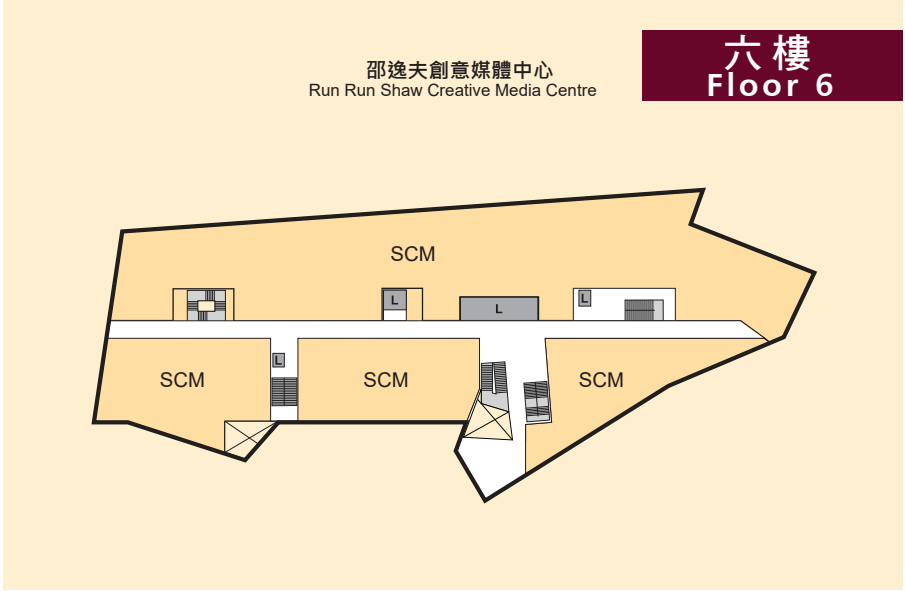 六樓
Floor 6
邵逸夫創意媒體中心
Run Run Shaw Creative Media Centre
SCM
L
L
L
L
SCM
SCM
SCM